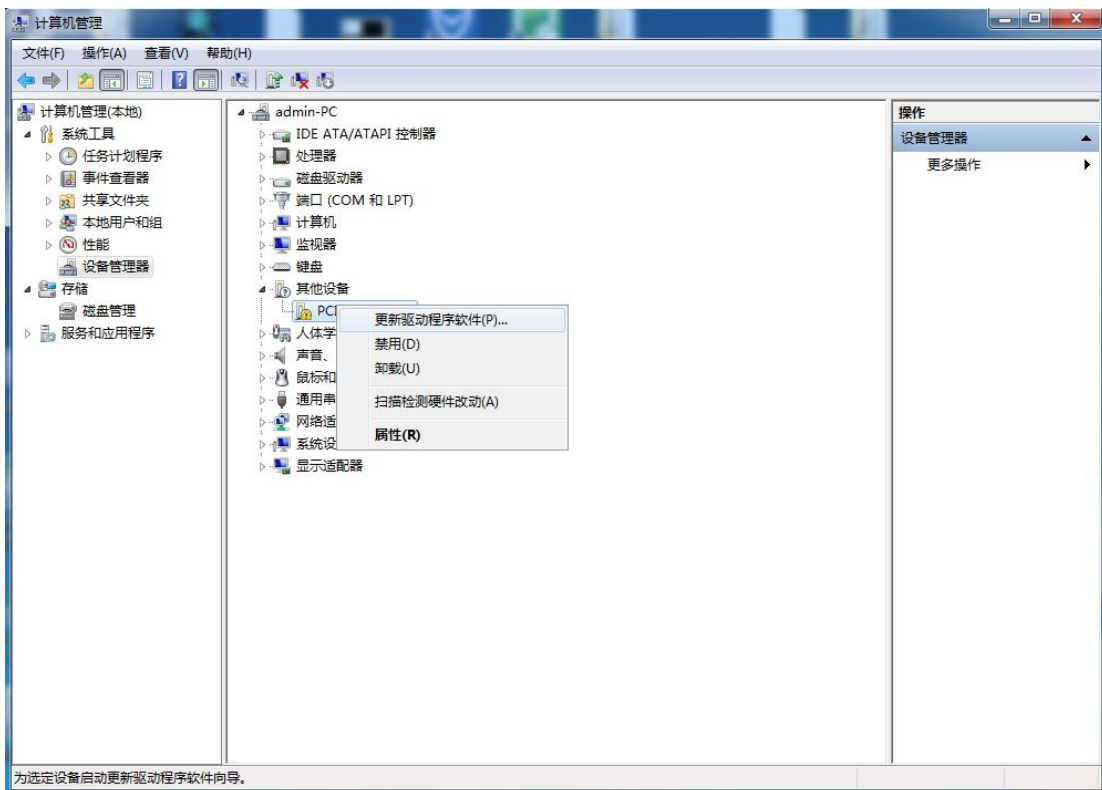 计算机管理
文件(F) 操作(A) 查看(V) 帮助(H)
计算机管理(本地)
系统工具
任务计划程序
事件查看器
共享文件夹
本地用户和组
性能
设备管理器
存储
磁盘管理
服务和应用程序
admin-PC
IDE ATA/ATAPI 控制器
处理器
磁盘驱动器
端口 (COM 和 LPT)
计算机
监视器
键盘
其他设备
人体学
声音、
鼠标和
通用串
网络适
系统设
显示适配器
更新驱动程序软件(P)...
禁用(D)
卸载(U)
扫描检测硬件改动(A)
属性(R)
操作
设备管理器
更多操作
为选定设备启动更新驱动程序软件向导。